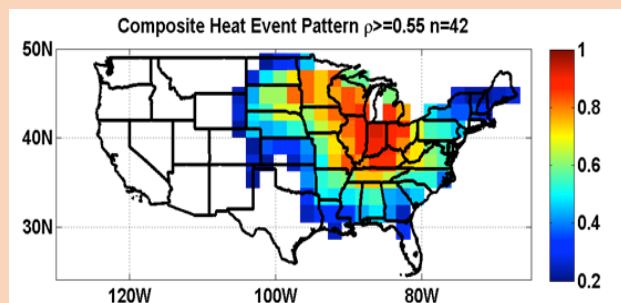 Composite Heat Event Pattern ρ>=0.55 n=42
50N
40N
30N
120W 100W 80W
1
0.8
0.6
0.4
0.2